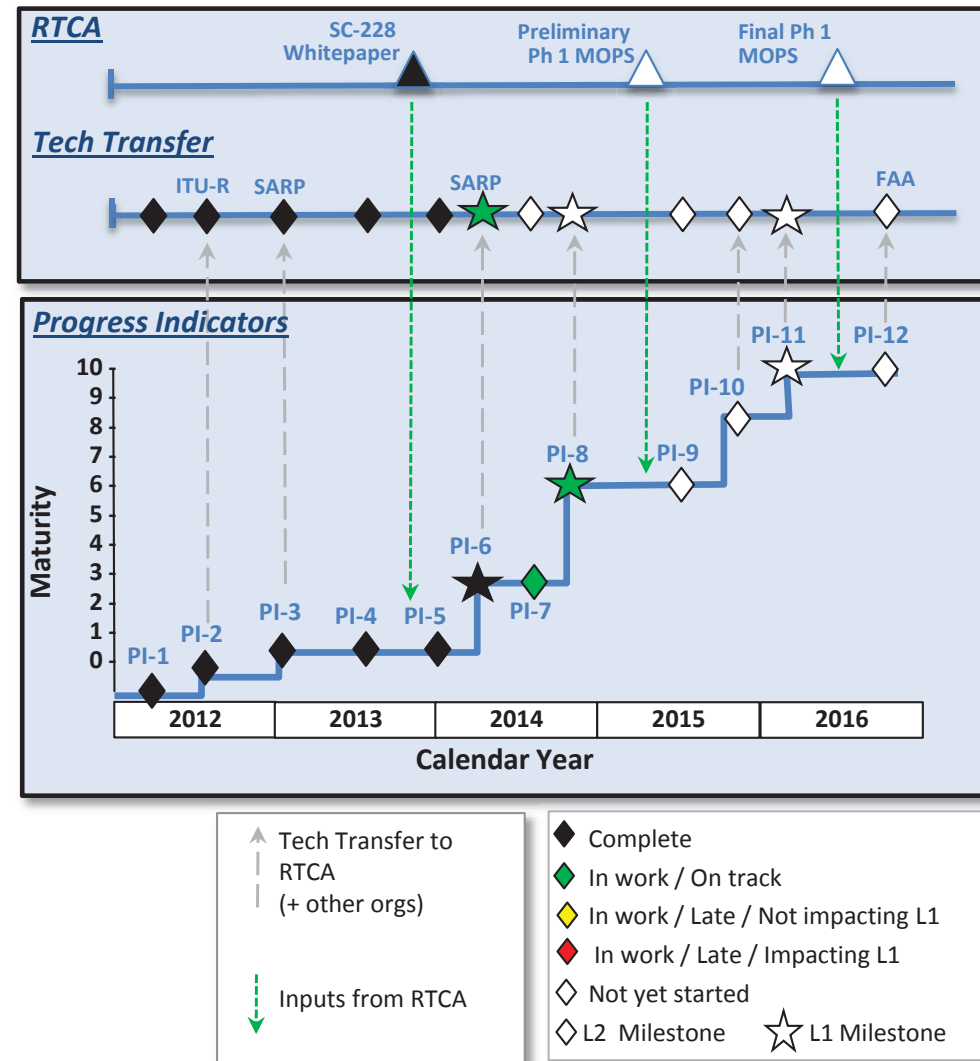 RTCA
SC-228
Whitepaper
Preliminary
Ph 1 MOPS
Final Ph 1
MOPS
Tech Transfer
ITU-R
SARP
SARP
FAA
Progress Indicators
Maturity
10
9
8
7
6
5
4
3
2
1
0
PI-1
PI-2
PI-3
PI-4
PI-5
PI-6
PI-7
PI-8
PI-9
PI-10
PI-11
PI-12
2012
2013
2014
2015
2016
Calendar Year
Tech Transfer to
RTCA
(+ other orgs)
Inputs from RTCA
Complete
In work / On track
In work / Late / Not impacting L1
In work / Late / Impacting L1
Not yet started
L2 Milestone
L1 Milestone